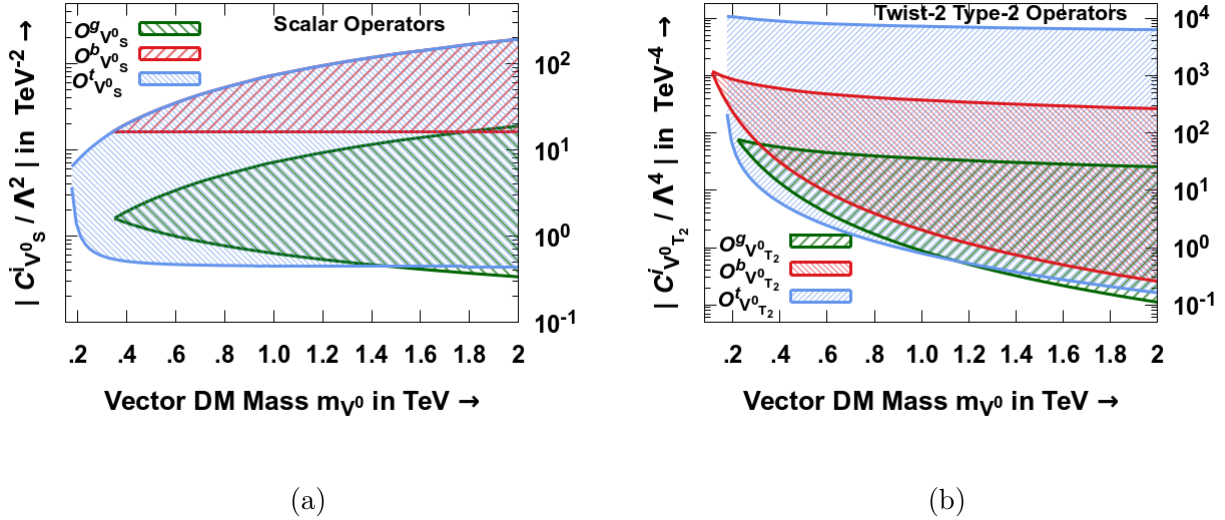 Scalar Operators
O^g_{V^0_S}
O^b_{V^0_S}
O^t_{V^0_S}
| C^i_{V^0_S} / Λ^2 | in TeV^{-2} →
10^2
10^1
10^0
10^{-1}
.2 .4 .6 .8 1.0 1.2 1.4 1.6 1.8 2
Vector DM Mass m_{V^0} in TeV →
(a)
Twist-2 Type-2 Operators
| C^i_{V^0_{T_2}} / Λ^4 | in TeV^{-4} →
10^4
10^3
10^2
10^1
10^0
10^{-1}
O^g_{V^0_{T_2}}
O^b_{V^0_{T_2}}
O^t_{V^0_{T_2}}
.2 .4 .6 .8 1.0 1.2 1.4 1.6 1.8 2
Vector DM Mass m_{V^0} in TeV →
(b)